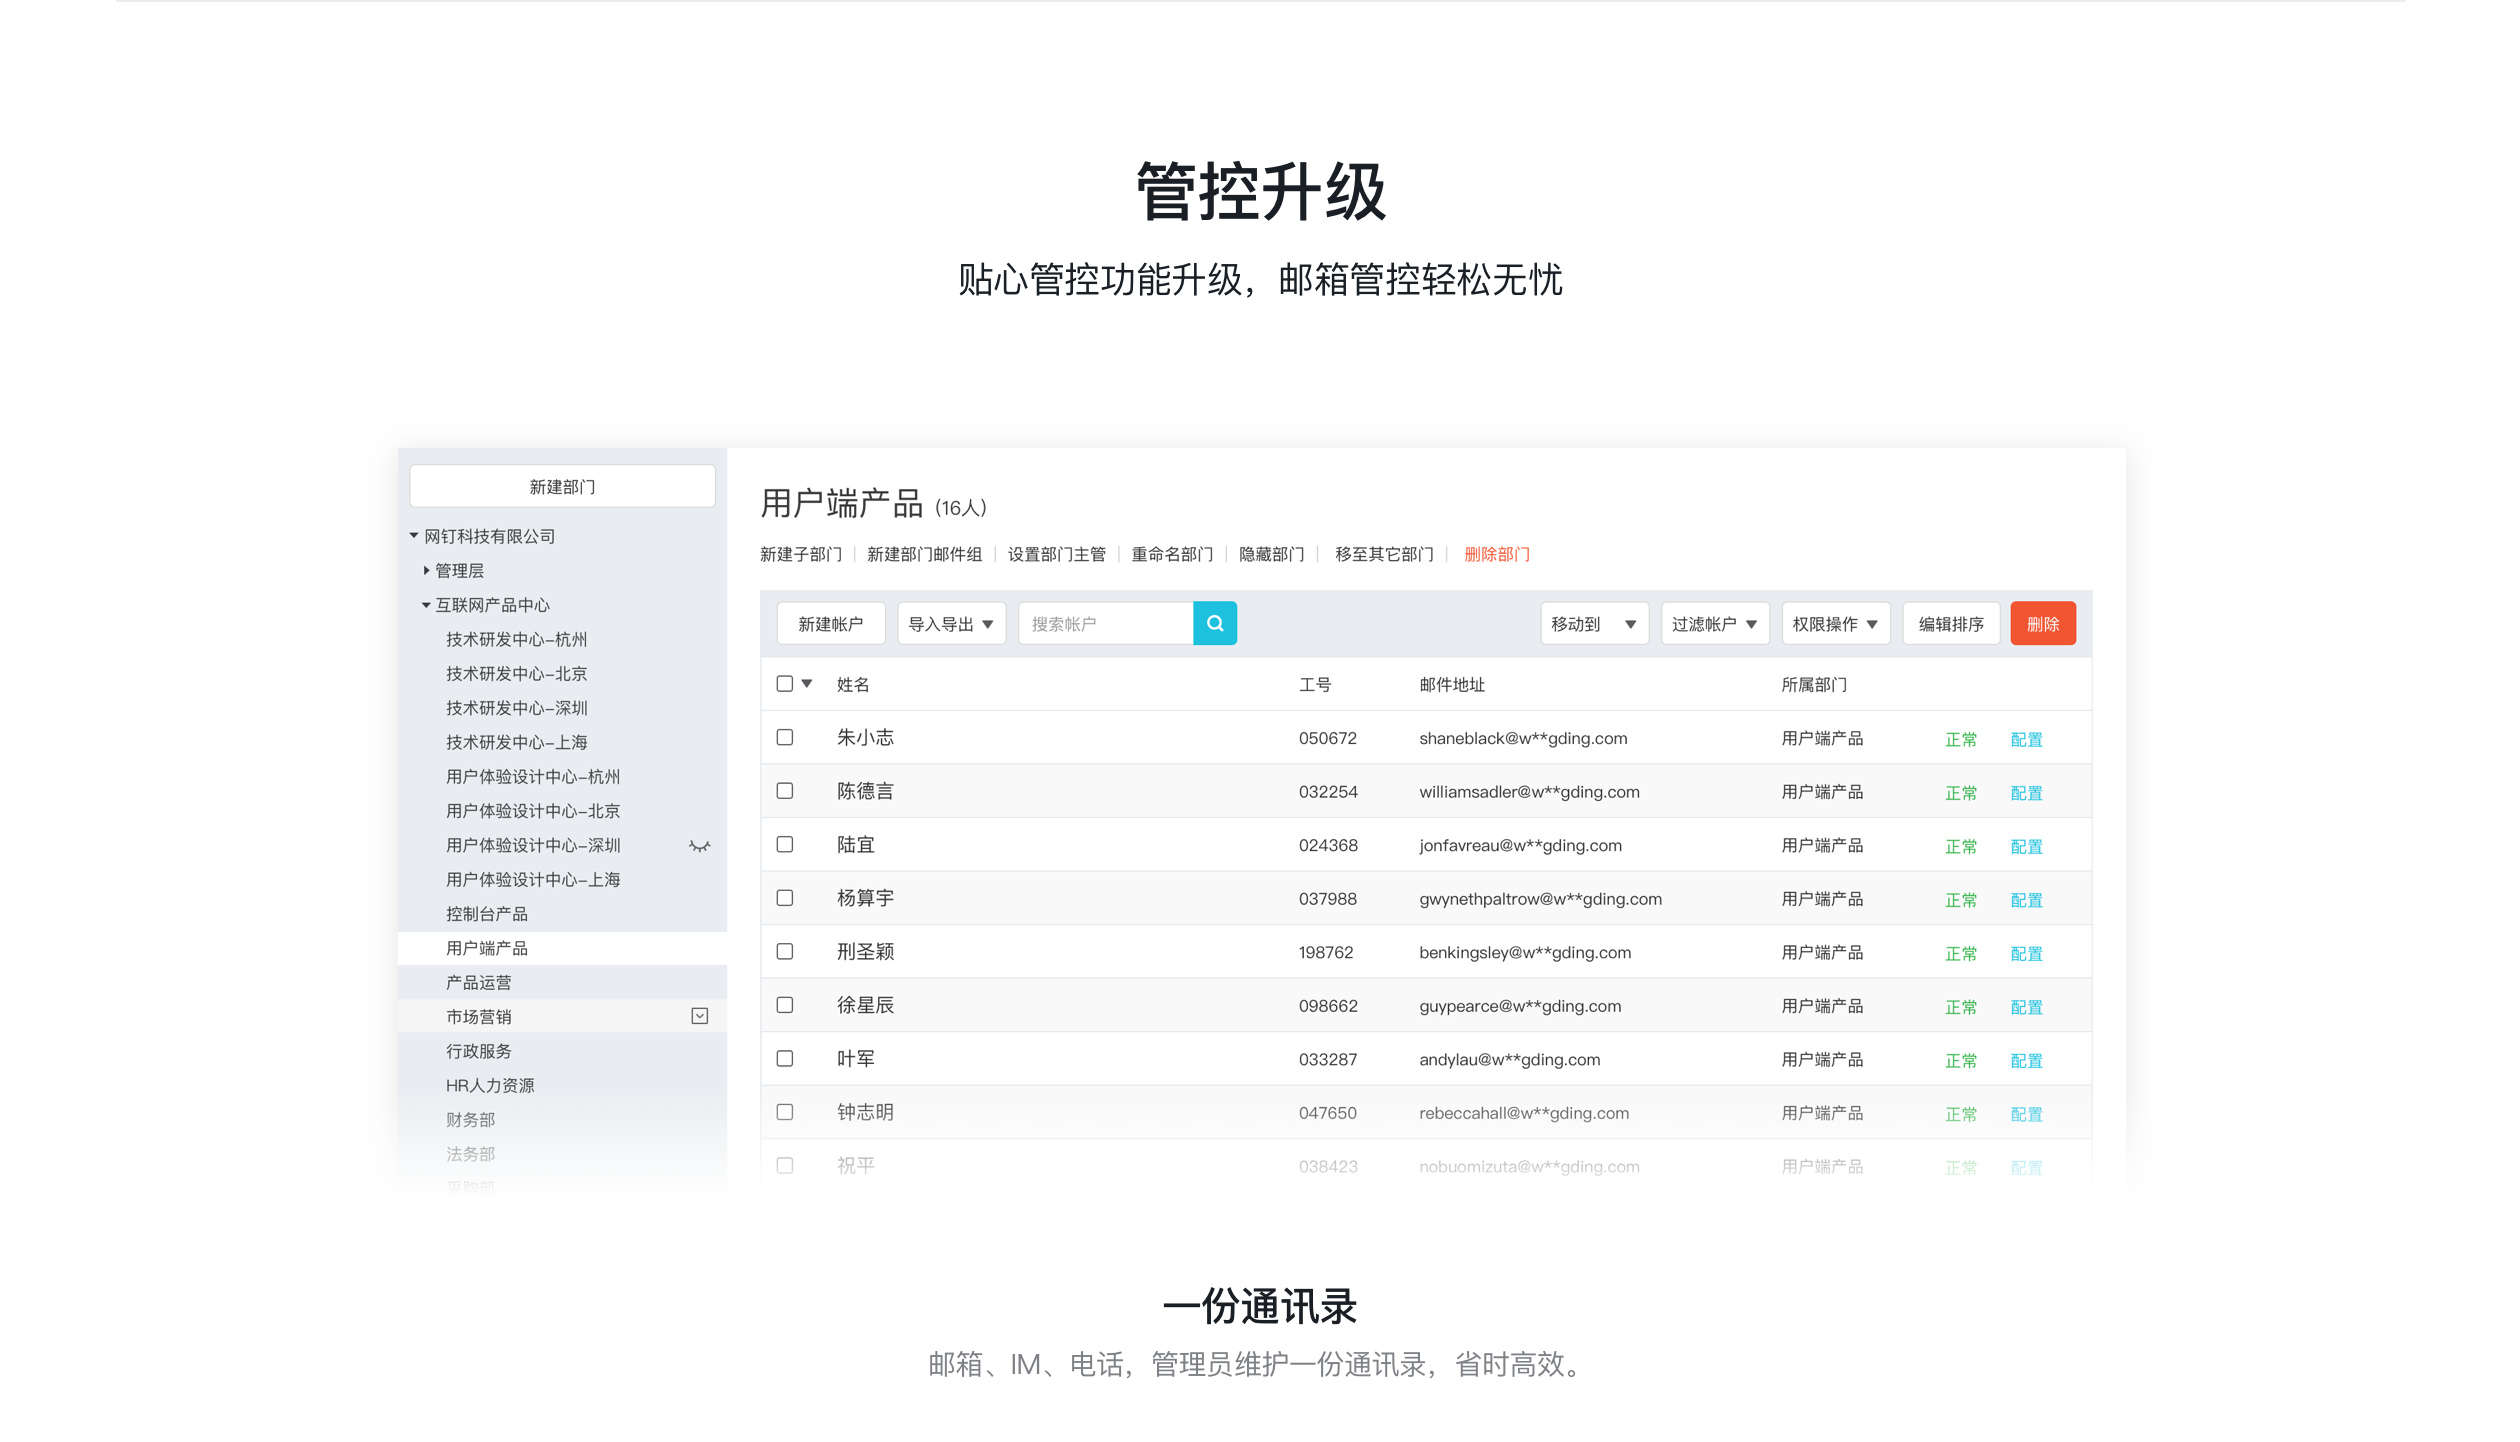 管控升级
贴心管控功能升级，邮箱管控轻松无忧
新建部门
网钉科技有限公司
管理层
互联网产品中心
技术研发中心-杭州
技术研发中心-北京
技术研发中心-深圳
技术研发中心-上海
用户体验设计中心-杭州
用户体验设计中心-北京
用户体验设计中心-深圳
用户体验设计中心-上海
控制台产品
用户端产品
产品运营
市场营销
行政服务
HR人力资源
财务部
法务部
采购部
用户端产品 (16人)
新建子部门 | 新建部门邮件组 | 设置部门主管 | 重命名部门 | 隐藏部门 | 移至其它部门 | 删除部门
新建帐户 导入导出 搜索帐户 移动到 过滤帐户 权限操作 编辑排序 删除
姓名 工号 邮件地址 所属部门
朱小志 050672 shaneblack@w**gding.com 用户端产品 正常 配置
陈德言 032254 williamsadler@w**gding.com 用户端产品 正常 配置
陆宜 024368 jonfavreau@w**gding.com 用户端产品 正常 配置
杨算宇 037988 gwynethpaltrow@w**gding.com 用户端产品 正常 配置
刑圣颖 198762 benkingsley@w**gding.com 用户端产品 正常 配置
徐星辰 098662 guypearce@w**gding.com 用户端产品 正常 配置
叶军 033287 andylau@w**gding.com 用户端产品 正常 配置
钟志明 047650 rebeccahall@w**gding.com 用户端产品 正常 配置
祝平 038423 nobuomizuta@w**gding.com 用户端产品 正常 配置
一份通讯录
邮箱、IM、电话，管理员维护一份通讯录，省时高效。